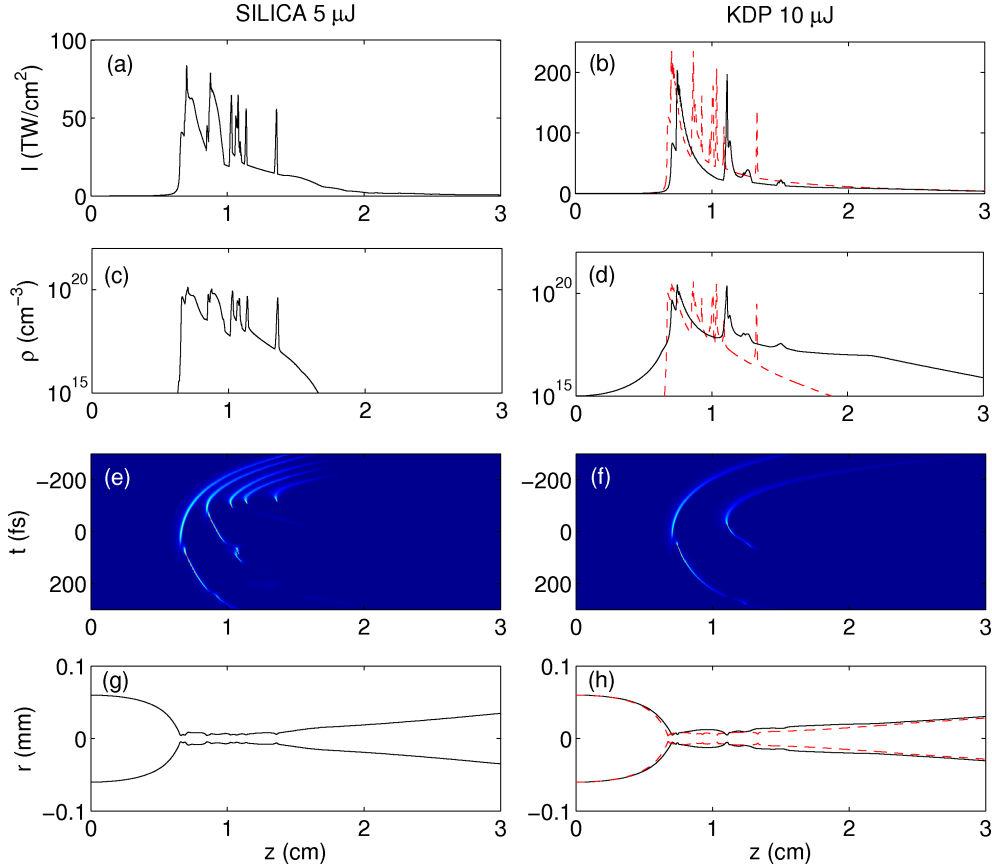 SILICA 5 μJ
KDP 10 μJ
(a)
I (TW/cm²)
100
50
0
0 1 2 3
(b)
200
100
0
0 1 2 3
(c)
ρ (cm⁻³)
10²⁰
10¹⁵
0 1 2 3
(d)
10²⁰
10¹⁵
0 1 2 3
(e)
t (fs)
−200
0
200
0 1 2 3
(f)
−200
0
200
0 1 2 3
(g)
r (mm)
0.1
0
−0.1
0 1 2 3
z (cm)
(h)
0.1
0
−0.1
0 1 2 3
z (cm)